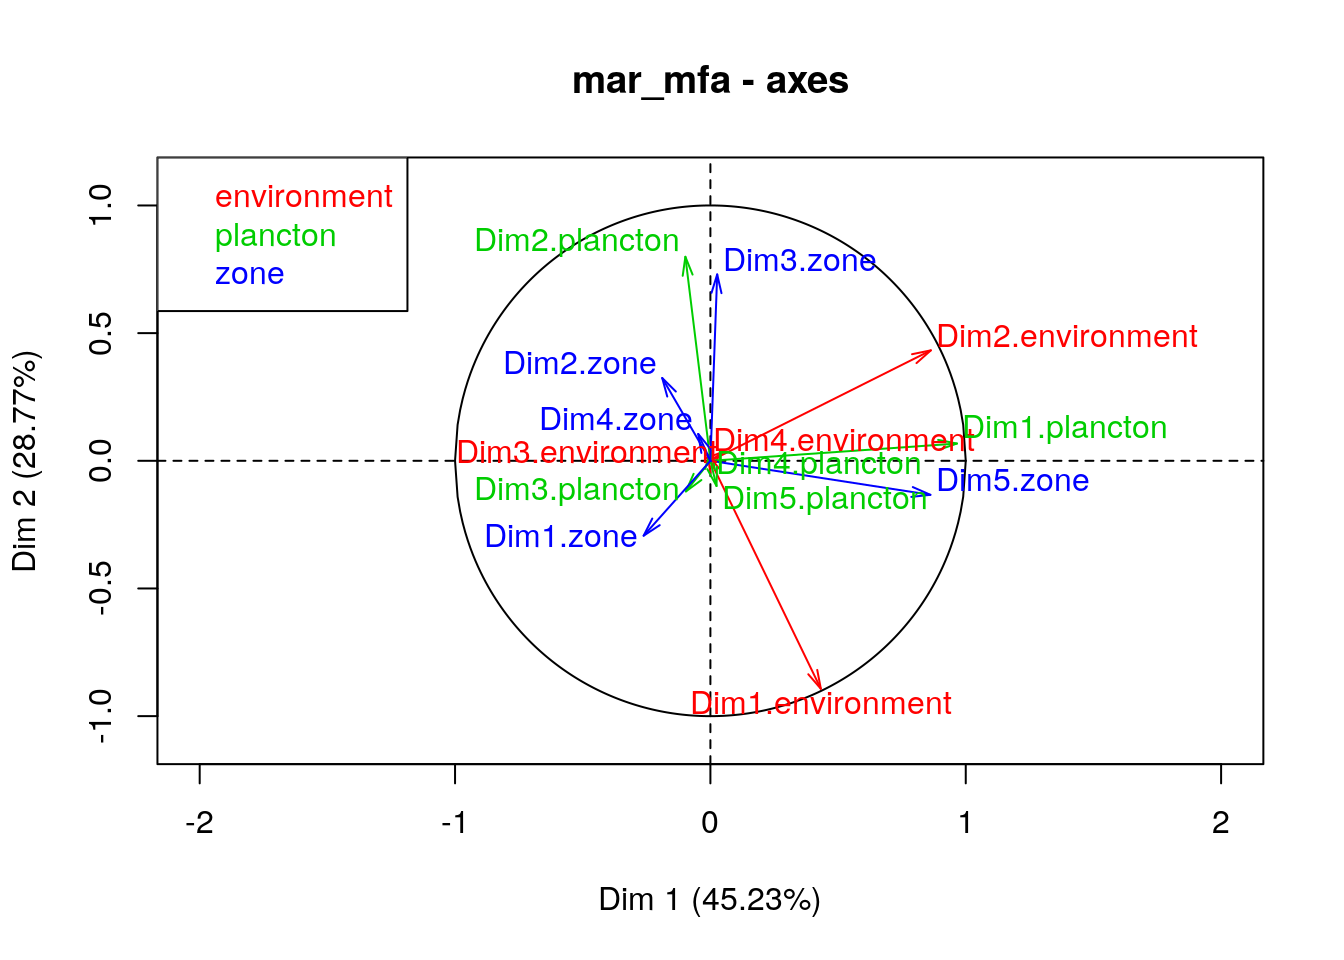 mar_mfa - axes
environment
plancton
zone
Dim2.plancton
Dim3.zone
Dim2.environment
Dim2.zone
Dim4.zone
Dim1.plancton
Dim4.environment
Dim3.environment
Dim4.plancton
Dim5.zone
Dim3.plancton
Dim5.plancton
Dim1.zone
Dim1.environment
1.0
0.5
0.0
-0.5
-1.0
Dim 2 (28.77%)
-2
-1
0
1
2
Dim 1 (45.23%)